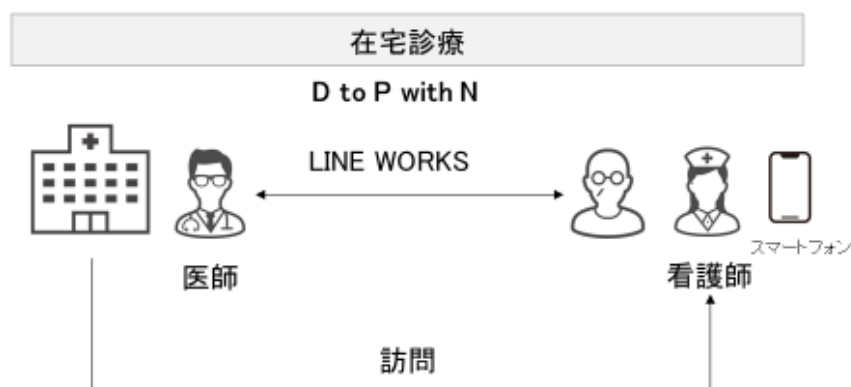 在宅診療
D to P with N
LINE WORKS
スマートフォン
医師
看護師
訪問